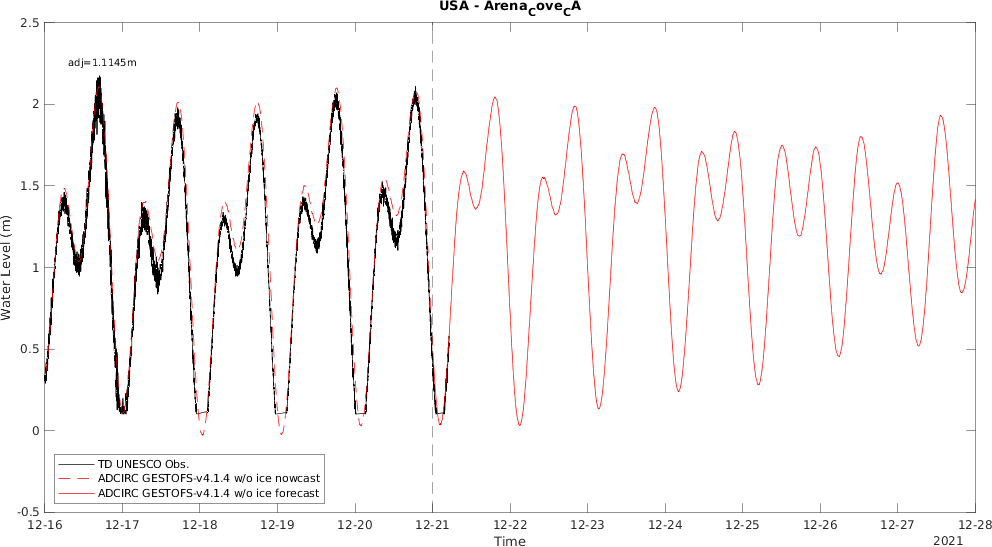 USA - ArenaCoveCA
2.5
adj=1.1145m
2
1.5
1
0.5
0
-0.5
Water Level (m)
TD UNESCO Obs.
ADCIRC GESTOFS-v4.1.4 w/o ice nowcast
ADCIRC GESTOFS-v4.1.4 w/o ice forecast
12-16 12-17 12-18 12-19 12-20 12-21 12-22 12-23 12-24 12-25 12-26 12-27 12-28
Time
2021